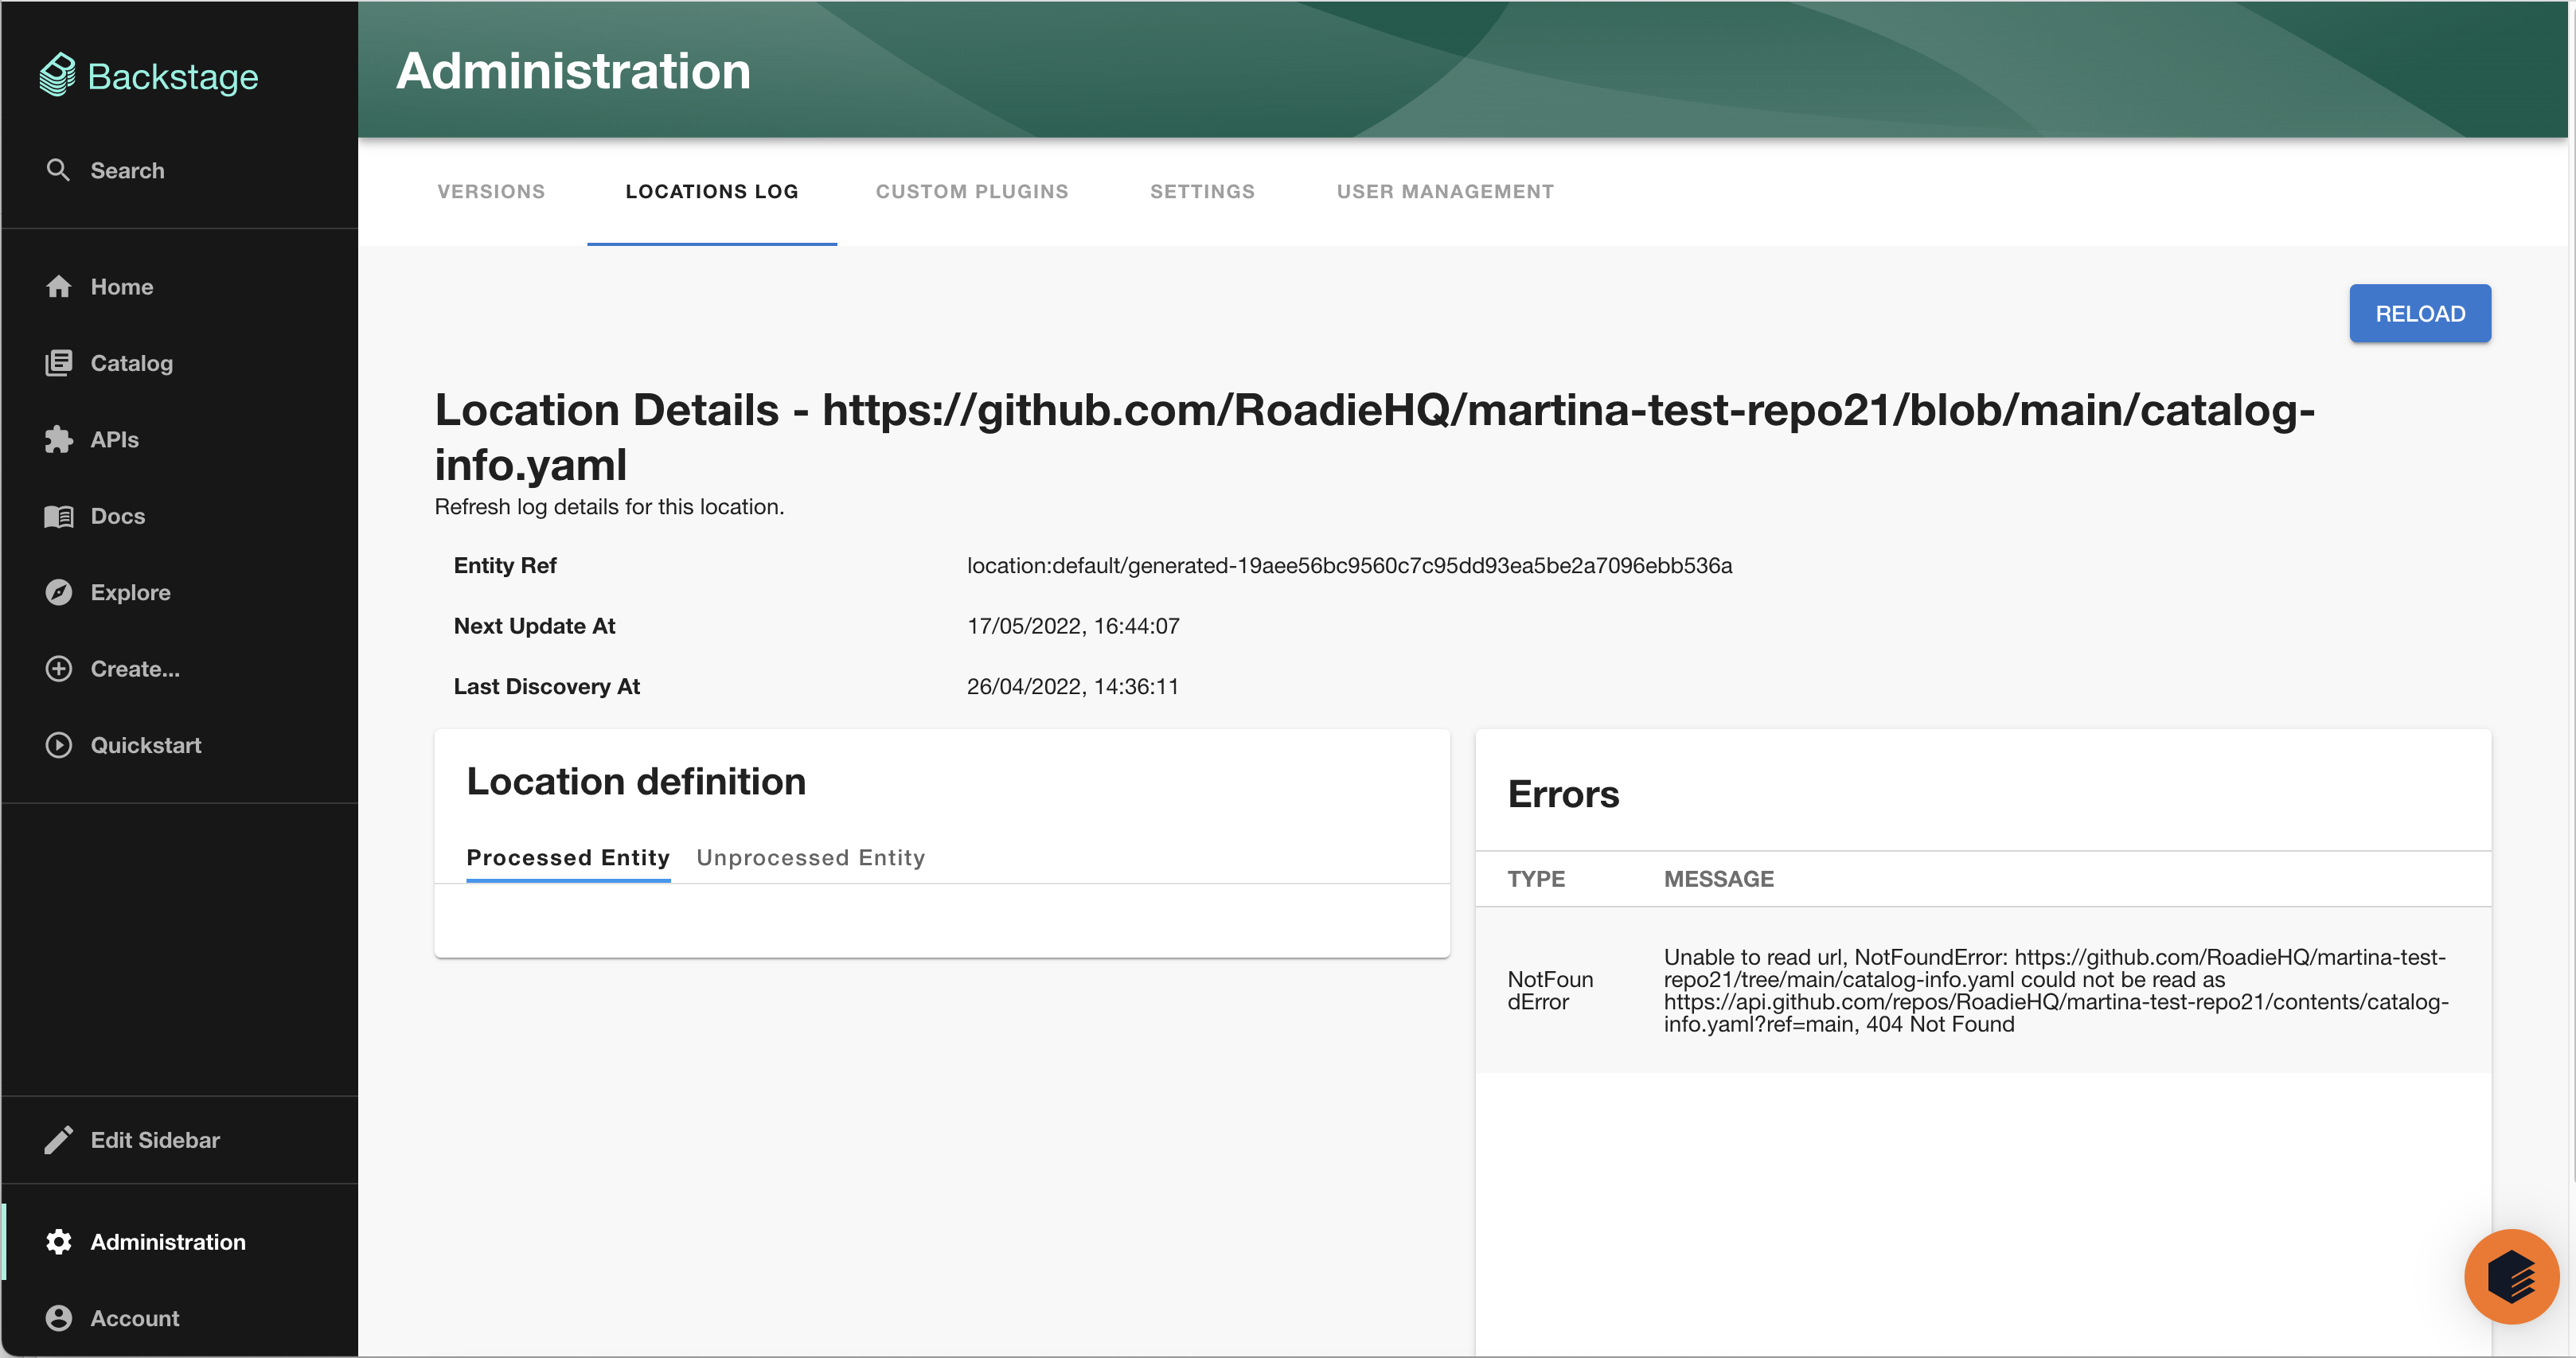 Backstage
Search
Home
Catalog
APIs
Docs
Explore
Create...
Quickstart
Edit Sidebar
Administration
Account
Administration
VERSIONS LOCATIONS LOG CUSTOM PLUGINS SETTINGS USER MANAGEMENT
RELOAD
Location Details - https://github.com/RoadieHQ/martina-test-repo21/blob/main/catalog-
info.yaml
Refresh log details for this location.
Entity Ref location:default/generated-19aee56bc9560c7c95dd93ea5be2a7096ebb536a
Next Update At 17/05/2022, 16:44:07
Last Discovery At 26/04/2022, 14:36:11
Location definition
Processed Entity Unprocessed Entity
Errors
TYPE MESSAGE
NotFoun
dError
Unable to read url, NotFoundError: https://github.com/RoadieHQ/martina-test-
repo21/tree/main/catalog-info.yaml could not be read as
https://api.github.com/repos/RoadieHQ/martina-test-repo21/contents/catalog-
info.yaml?ref=main, 404 Not Found